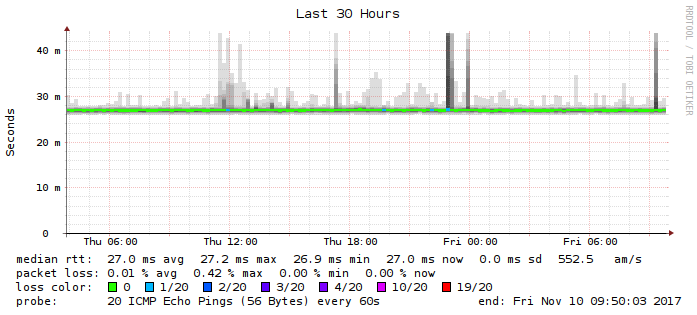 Last 30 Hours
RRDTOOL / TOBI OETIKER
Seconds
40 m
30 m
20 m
10 m
0
Thu 06:00 Thu 12:00 Thu 18:00 Fri 00:00 Fri 06:00
median rtt: 27.0 ms avg 27.2 ms max 26.9 ms min 27.0 ms now 0.0 ms sd 552.5 am/s
packet loss: 0.01 % avg 0.42 % max 0.00 % min 0.00 % now
loss color: 0 1/20 2/20 3/20 4/20 10/20 19/20
probe: 20 ICMP Echo Pings (56 Bytes) every 60s end: Fri Nov 10 09:50:03 2017